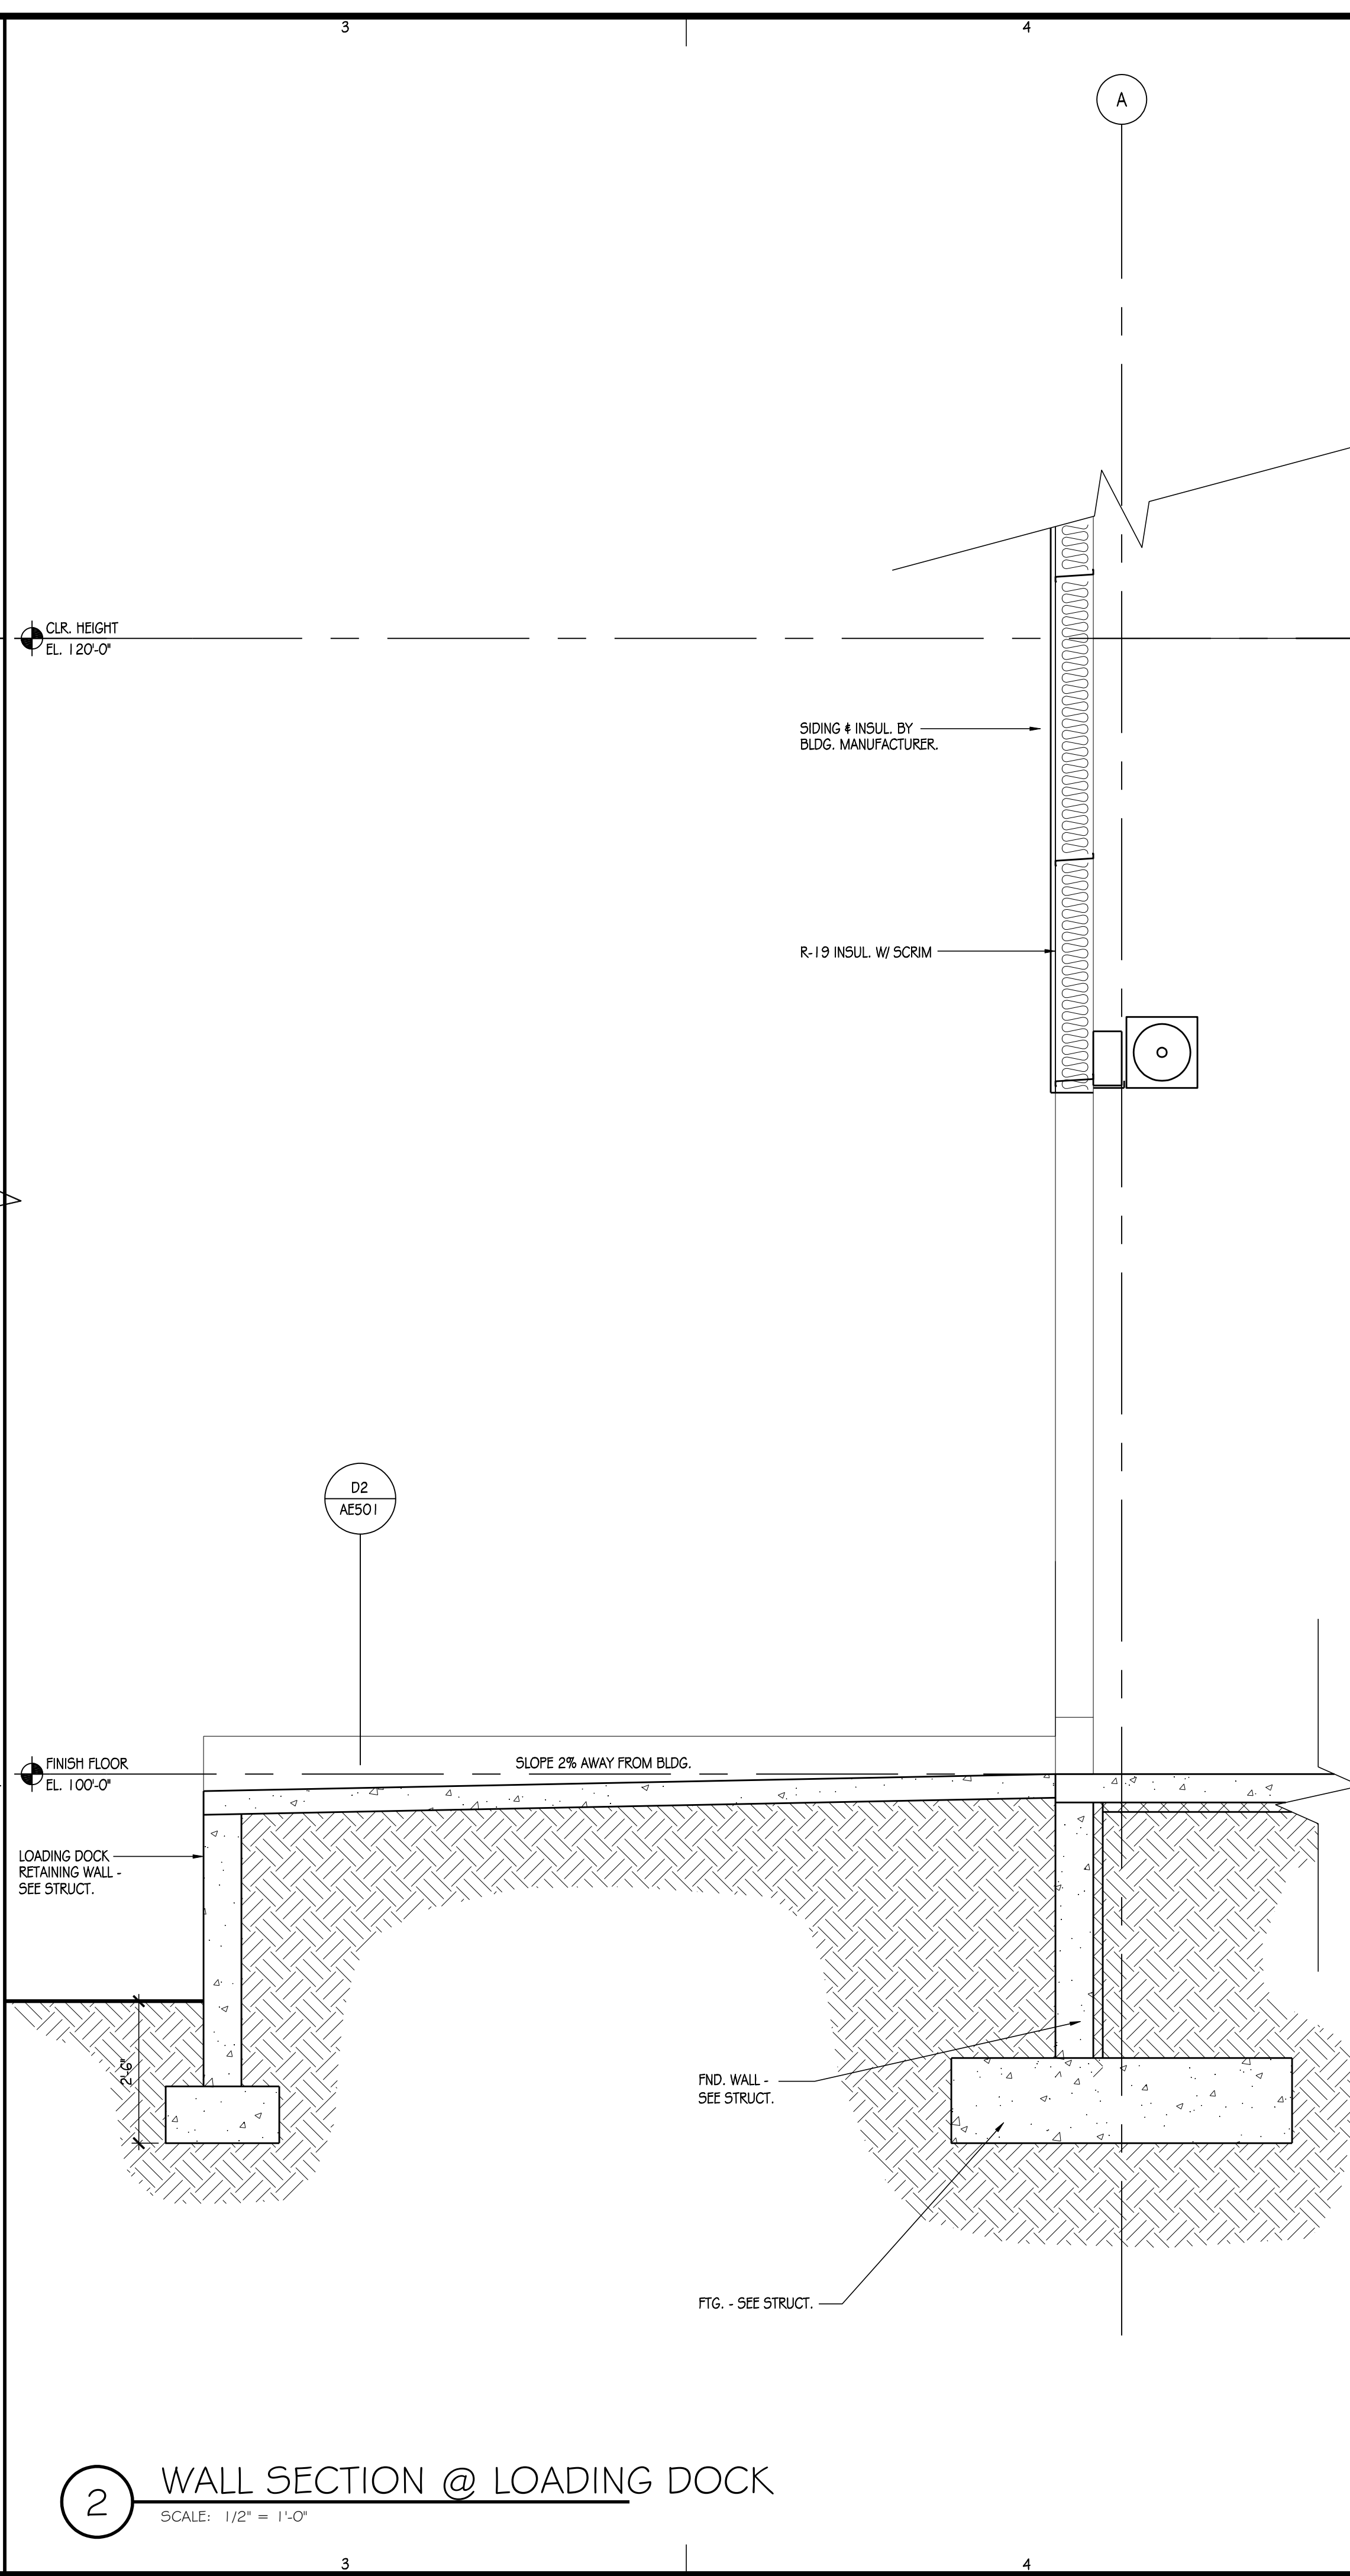 3
4
A
CLR. HEIGHT
EL. 120'-0"
SIDING & INSUL. BY
BLDG. MANUFACTURER.
R-19 INSUL. W/ SCRIM
D2
AE501
FINISH FLOOR
EL. 100'-0"
SLOPE 2% AWAY FROM BLDG.
LOADING DOCK
RETAINING WALL -
SEE STRUCT.
2'-6"
FND. WALL -
SEE STRUCT.
FTG. - SEE STRUCT.
2
WALL SECTION @ LOADING DOCK
SCALE: 1/2" = 1'-0"
3
4